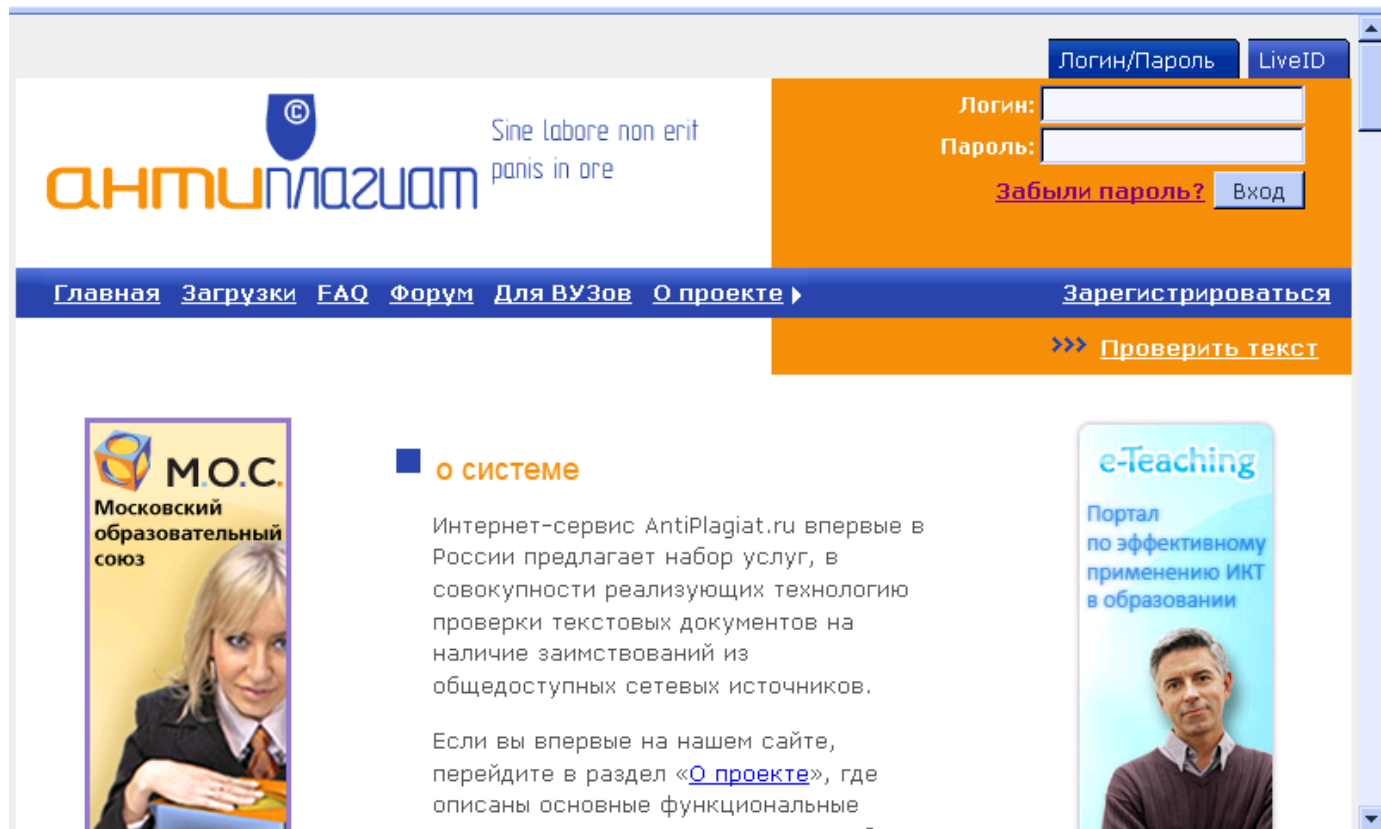 Логин/Пароль LiveID
©
антиплагиат
Sine labore non erit
panis in ore
Логин:
Пароль:
Забыли пароль? Вход
Главная Загрузки FAQ Форум Для ВУЗов О проекте Зарегистрироваться
>>> Проверить текст
М.О.С.
Московский
образовательный
союз
о системе
Интернет-сервис AntiPlagiat.ru впервые в
России предлагает набор услуг, в
совокупности реализующих технологию
проверки текстовых документов на
наличие заимствований из
общедоступных сетевых источников.
Если вы впервые на нашем сайте,
перейдите в раздел «О проекте», где
описаны основные функциональные
e-Teaching
Портал
по эффективному
применению ИКТ
в образовании